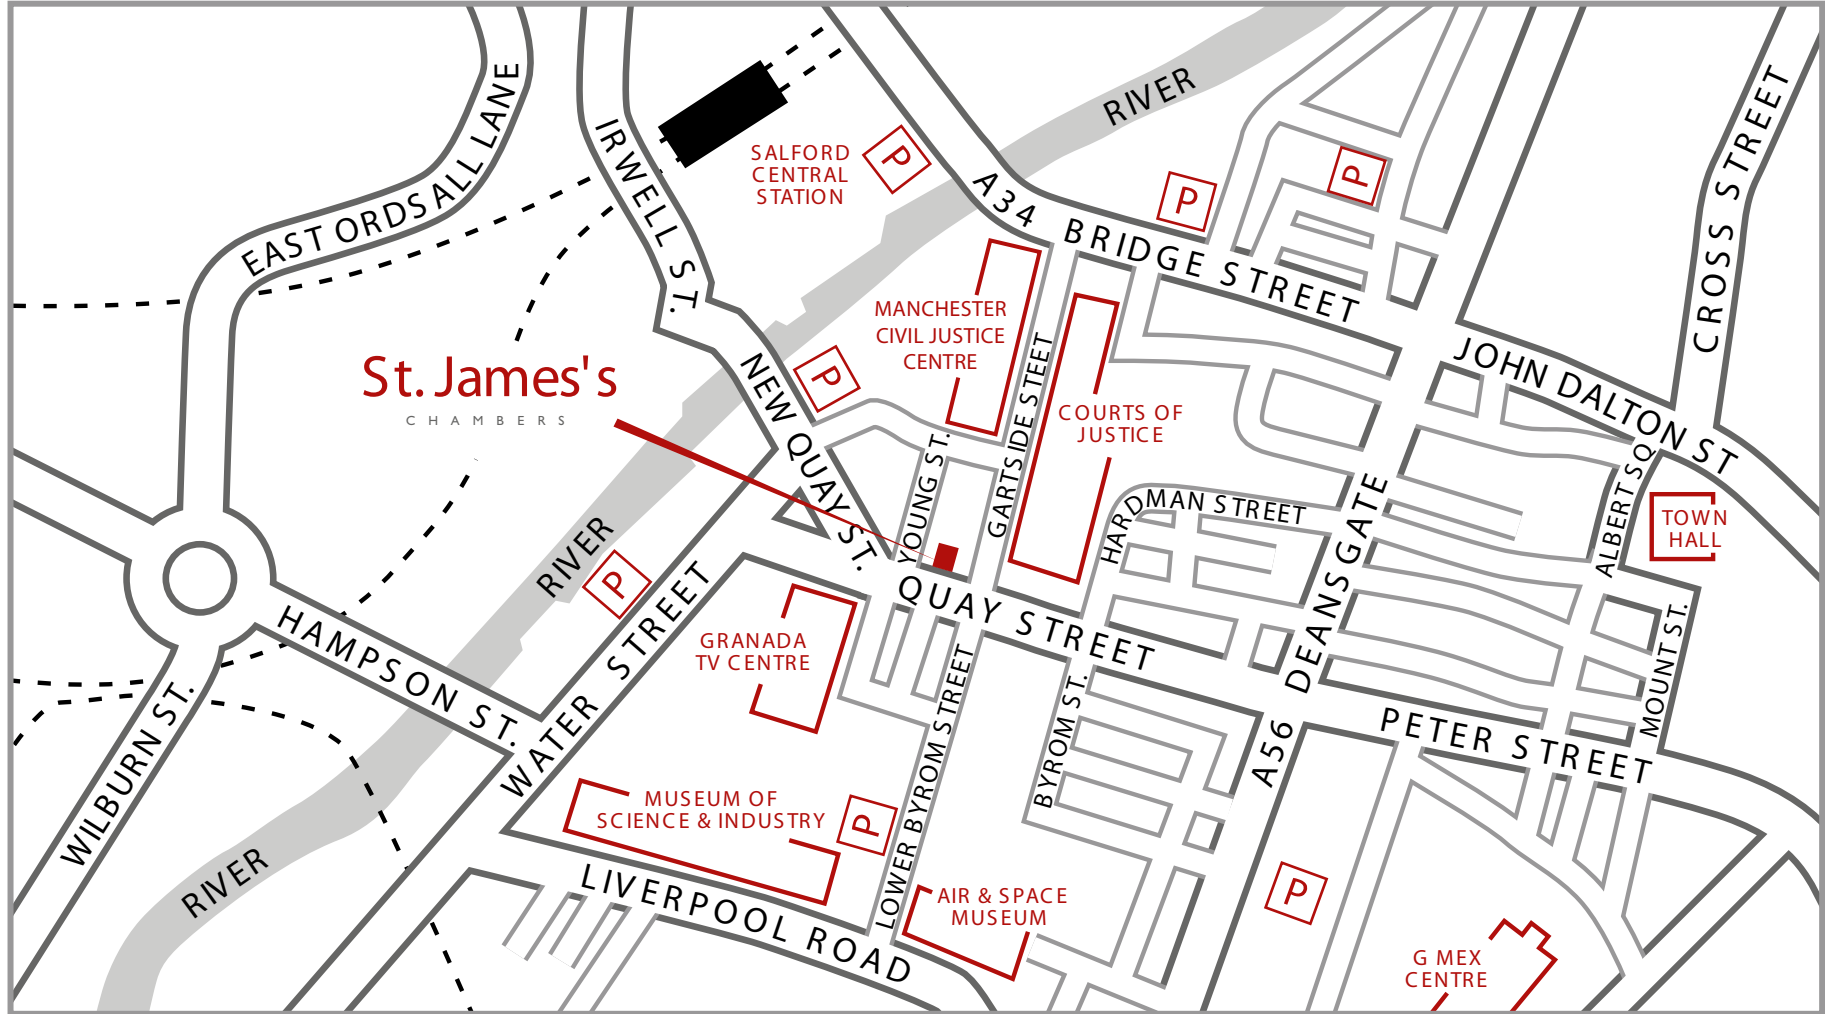 EAST ORDSALL LANE
IRWELL ST.
SALFORD
CENTRAL
STATION
P
RIVER
P
P
A34
BRIDGE STREET
CROSS STREET
MANCHESTER
CIVIL JUSTICE
CENTRE
St. James's
CHAMBERS
NEW QUAY ST.
P
JOHN DALTON ST
GARTSIDE STEET
COURTS OF
JUSTICE
YOUNG ST.
HARDMAN STREET
DEANSGATE
ALBERT SQ
TOWN
HALL
RIVER
P
QUAY STREET
HAMPSON ST.
WATER STREET
GRANADA
TV CENTRE
LOWER BYROM STREET
BYROM ST.
MOUNT ST.
PETER STREET
A56
WILBURN ST.
RIVER
MUSEUM OF
SCIENCE & INDUSTRY
P
LIVERPOOL ROAD
AIR & SPACE
MUSEUM
P
G MEX
CENTRE